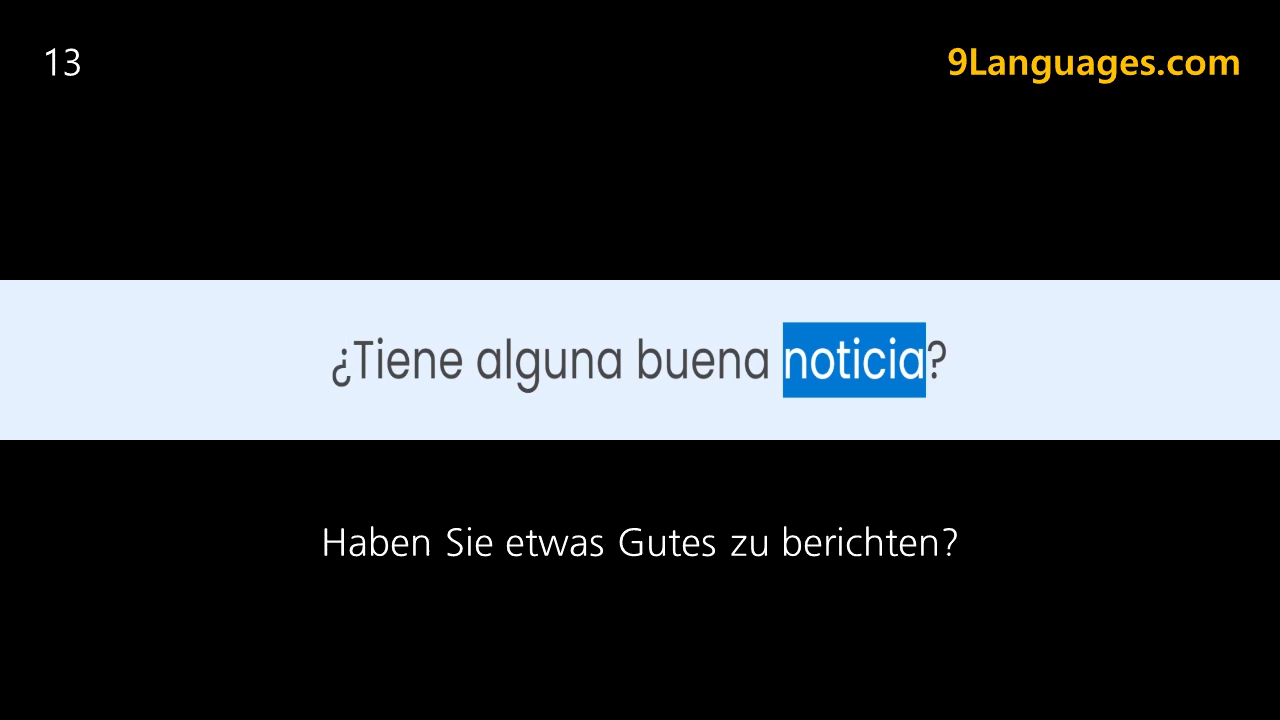 13
9Languages.com
¿Tiene alguna buena noticia?
Haben Sie etwas Gutes zu berichten?